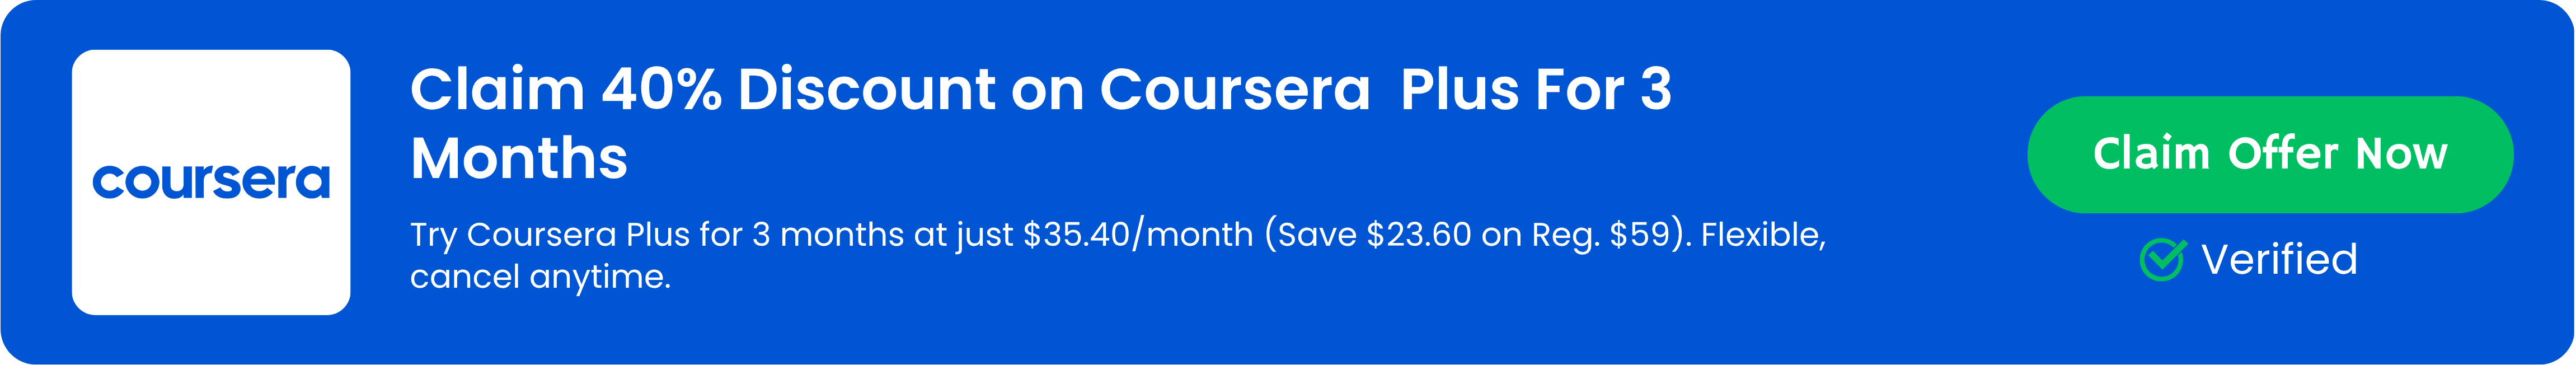 coursera
Claim 40% Discount on Coursera  Plus For 3
Months
Try Coursera Plus for 3 months at just $35.40/month (Save $23.60 on Reg. $59). Flexible,
cancel anytime.
Claim Offer Now
Verified